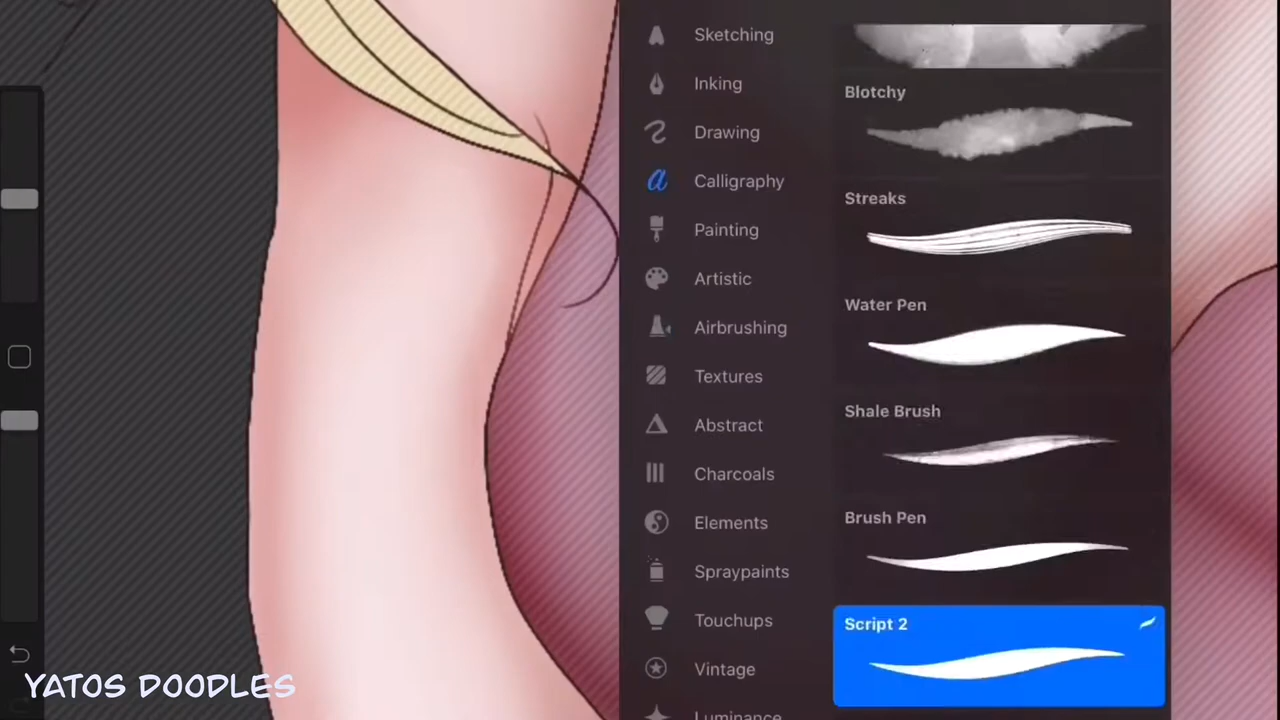 Sketching
Inking
Drawing
Calligraphy
Painting
Artistic
Airbrushing
Textures
Abstract
Charcoals
Elements
Spraypaints
Touchups
Vintage
Luminance
Blotchy
Streaks
Water Pen
Shale Brush
Brush Pen
Script 2
YATOS DOODLES